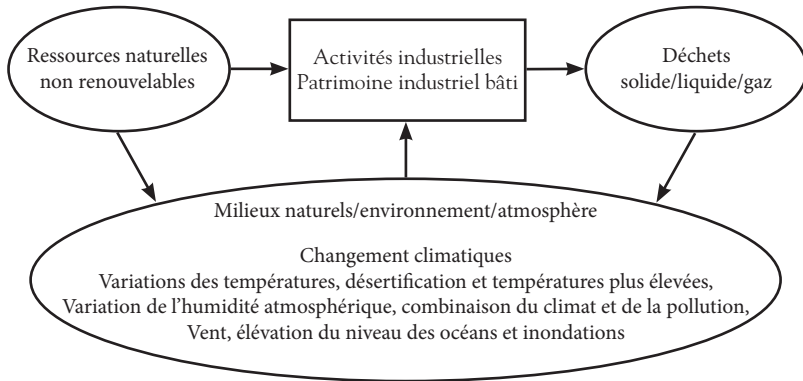 Ressources naturelles
non renouvelables
Activités industrielles
Patrimoine industriel bâti
Déchets
solide/liquide/gaz
Milieux naturels/environnement/atmosphère
Changement climatiques
Variations des températures, désertification et températures plus élevées,
Variation de l’humidité atmosphérique, combinaison du climat et de la pollution,
Vent, élévation du niveau des océans et inondations